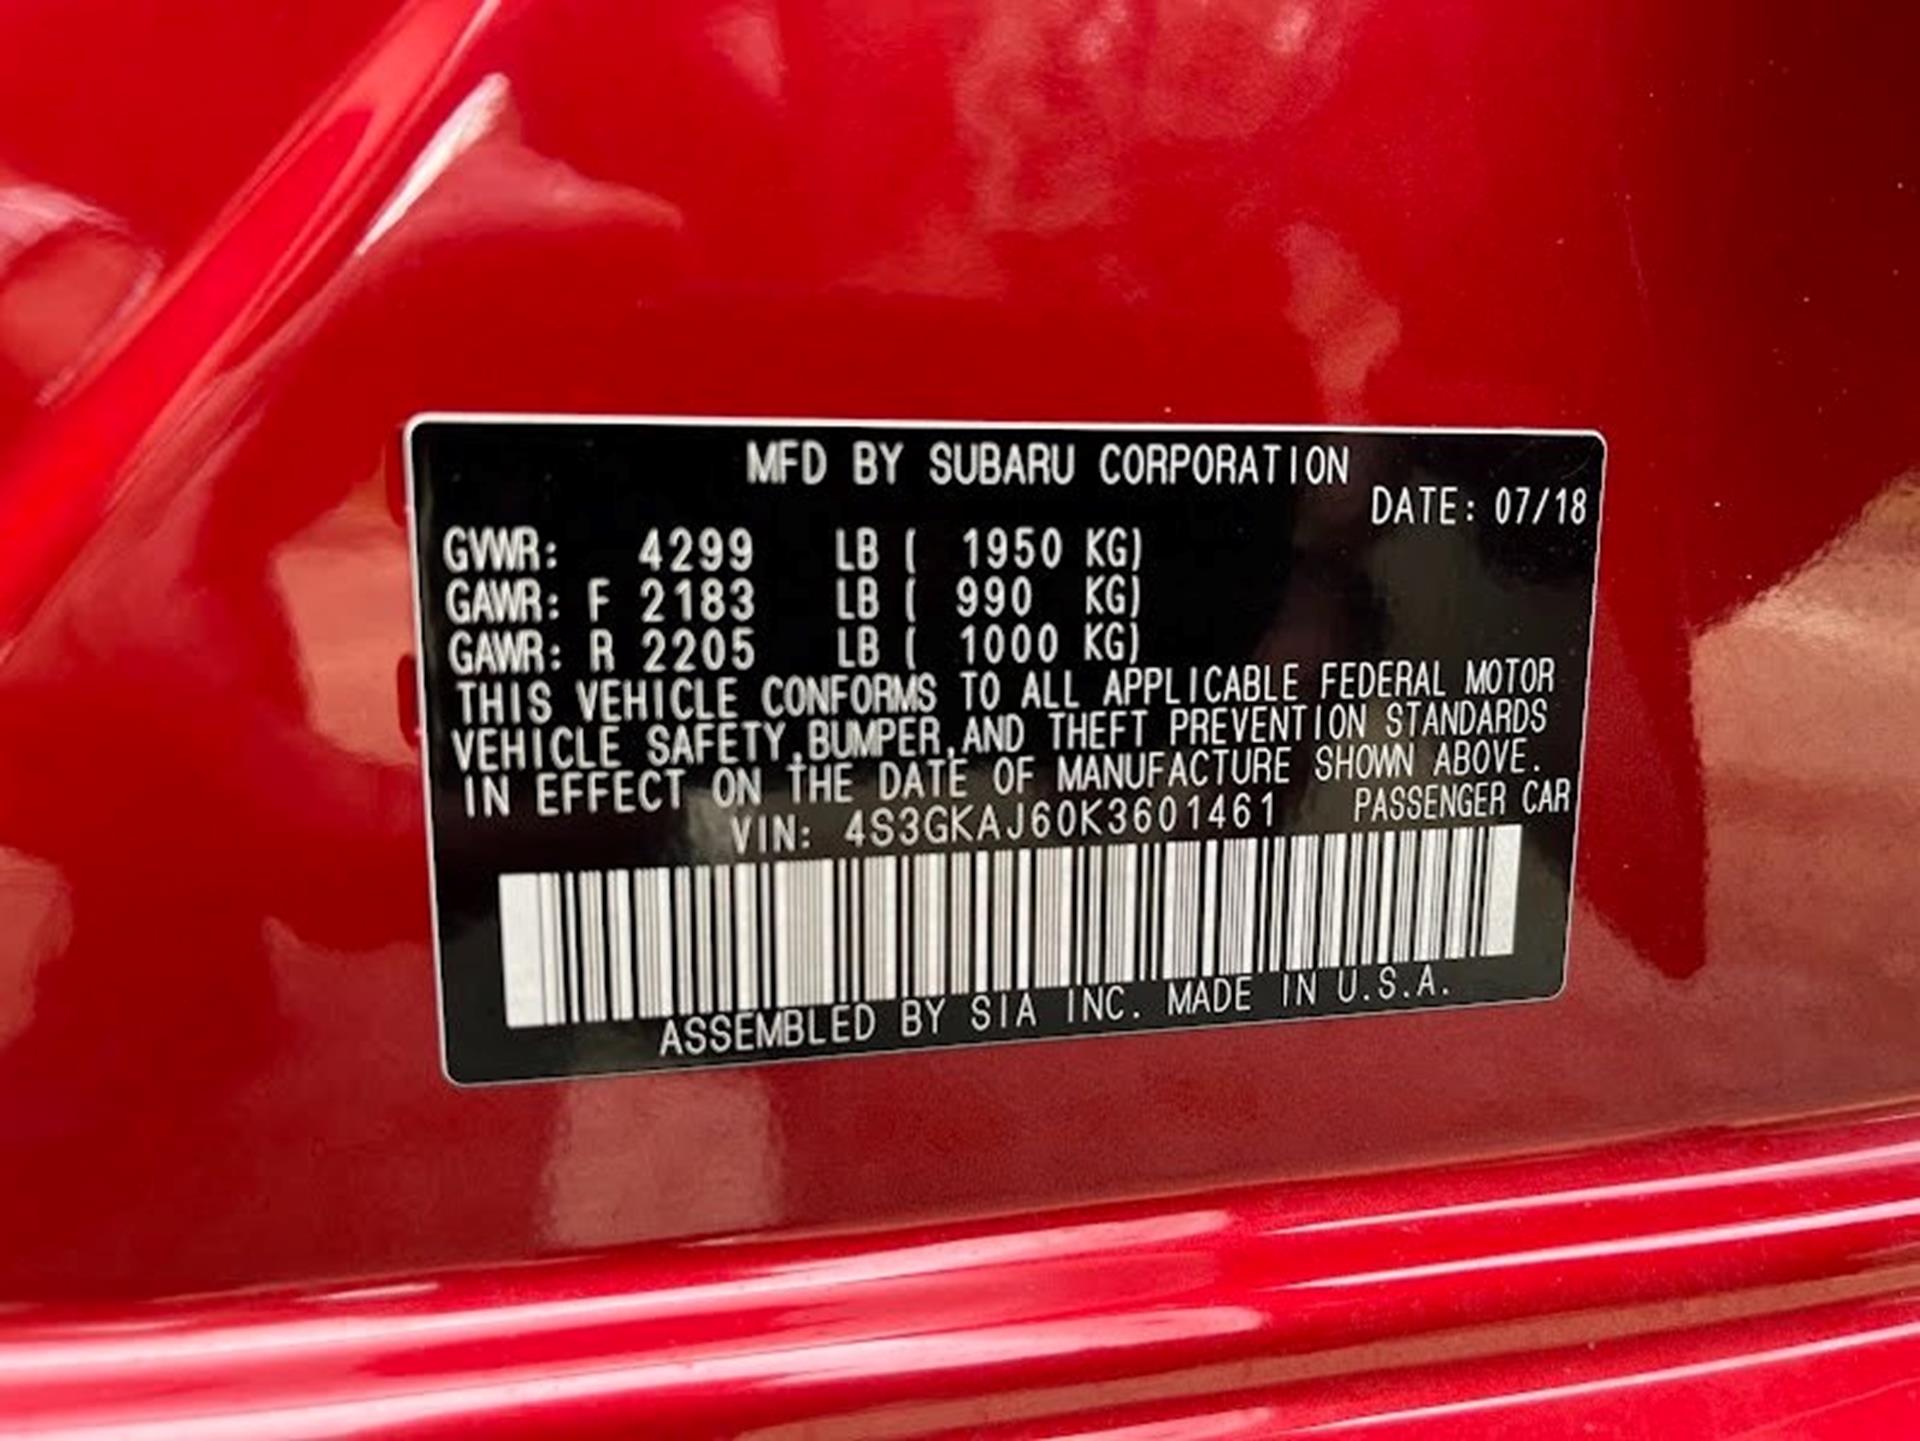 MFD BY SUBARU CORPORATION
DATE: 07/18
GVWR: 4299 LB ( 1950 KG)
GAWR: F 2183 LB ( 990 KG)
GAWR: R 2205 LB ( 1000 KG)
THIS VEHICLE CONFORMS TO ALL APPLICABLE FEDERAL MOTOR
VEHICLE SAFETY,BUMPER,AND THEFT PREVENTION STANDARDS
IN EFFECT ON THE DATE OF MANUFACTURE SHOWN ABOVE.
VIN: 4S3GKAJ60K3601461 PASSENGER CAR
ASSEMBLED BY SIA INC. MADE IN U.S.A.